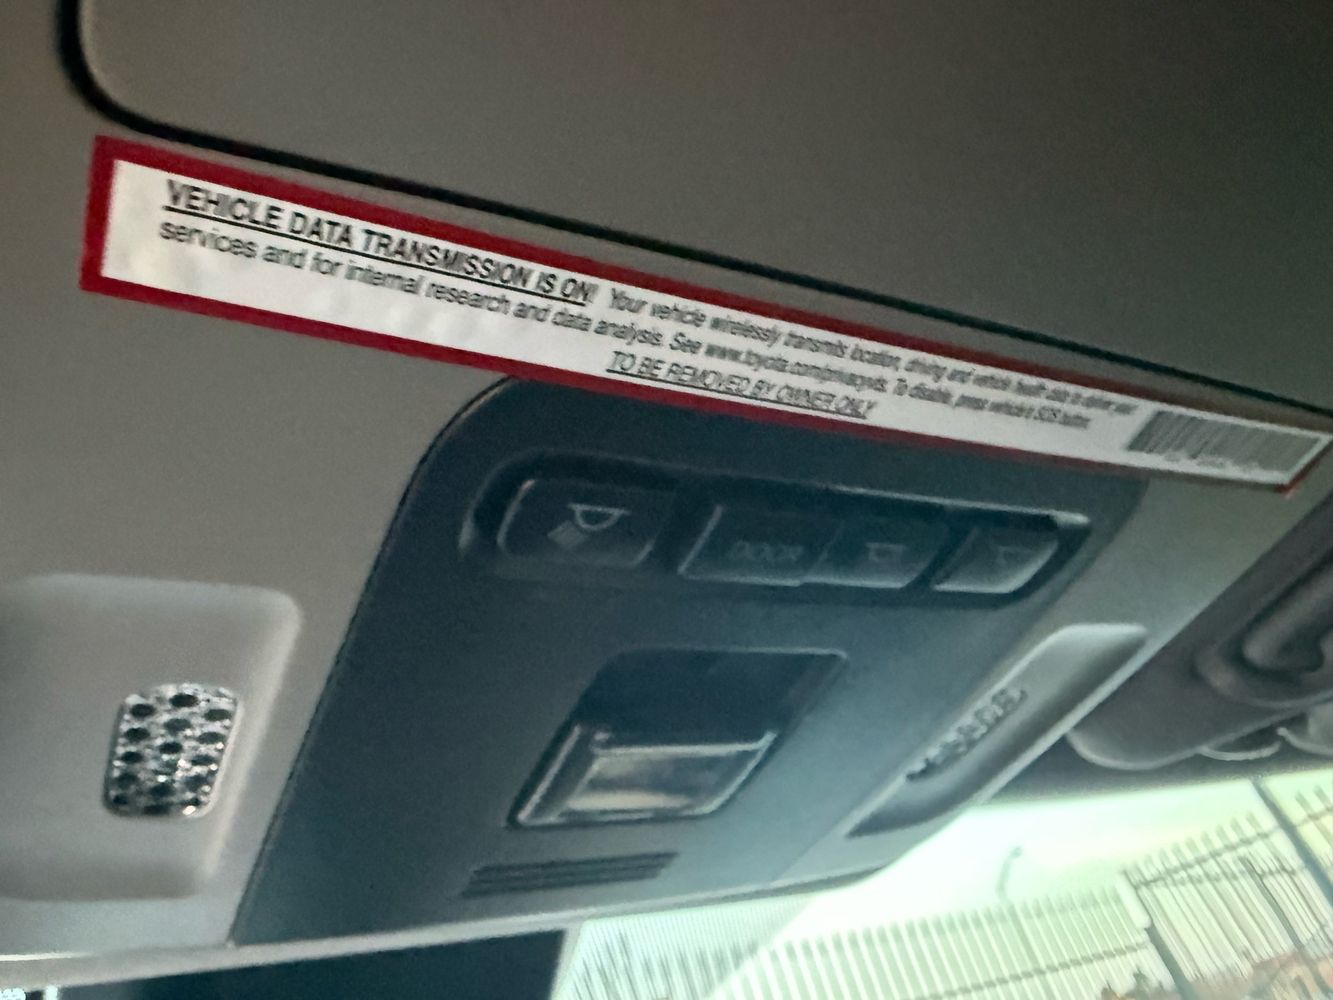 VEHICLE DATA TRANSMISSION IS ON! Your vehicle wirelessly transmits location, driving and vehicle health data to deliver your
services and for internal research and data analysis. See www.toyota.com/privacyvts. To disable, press vehicle's SOS button.
TO BE REMOVED BY OWNER ONLY
DOOR